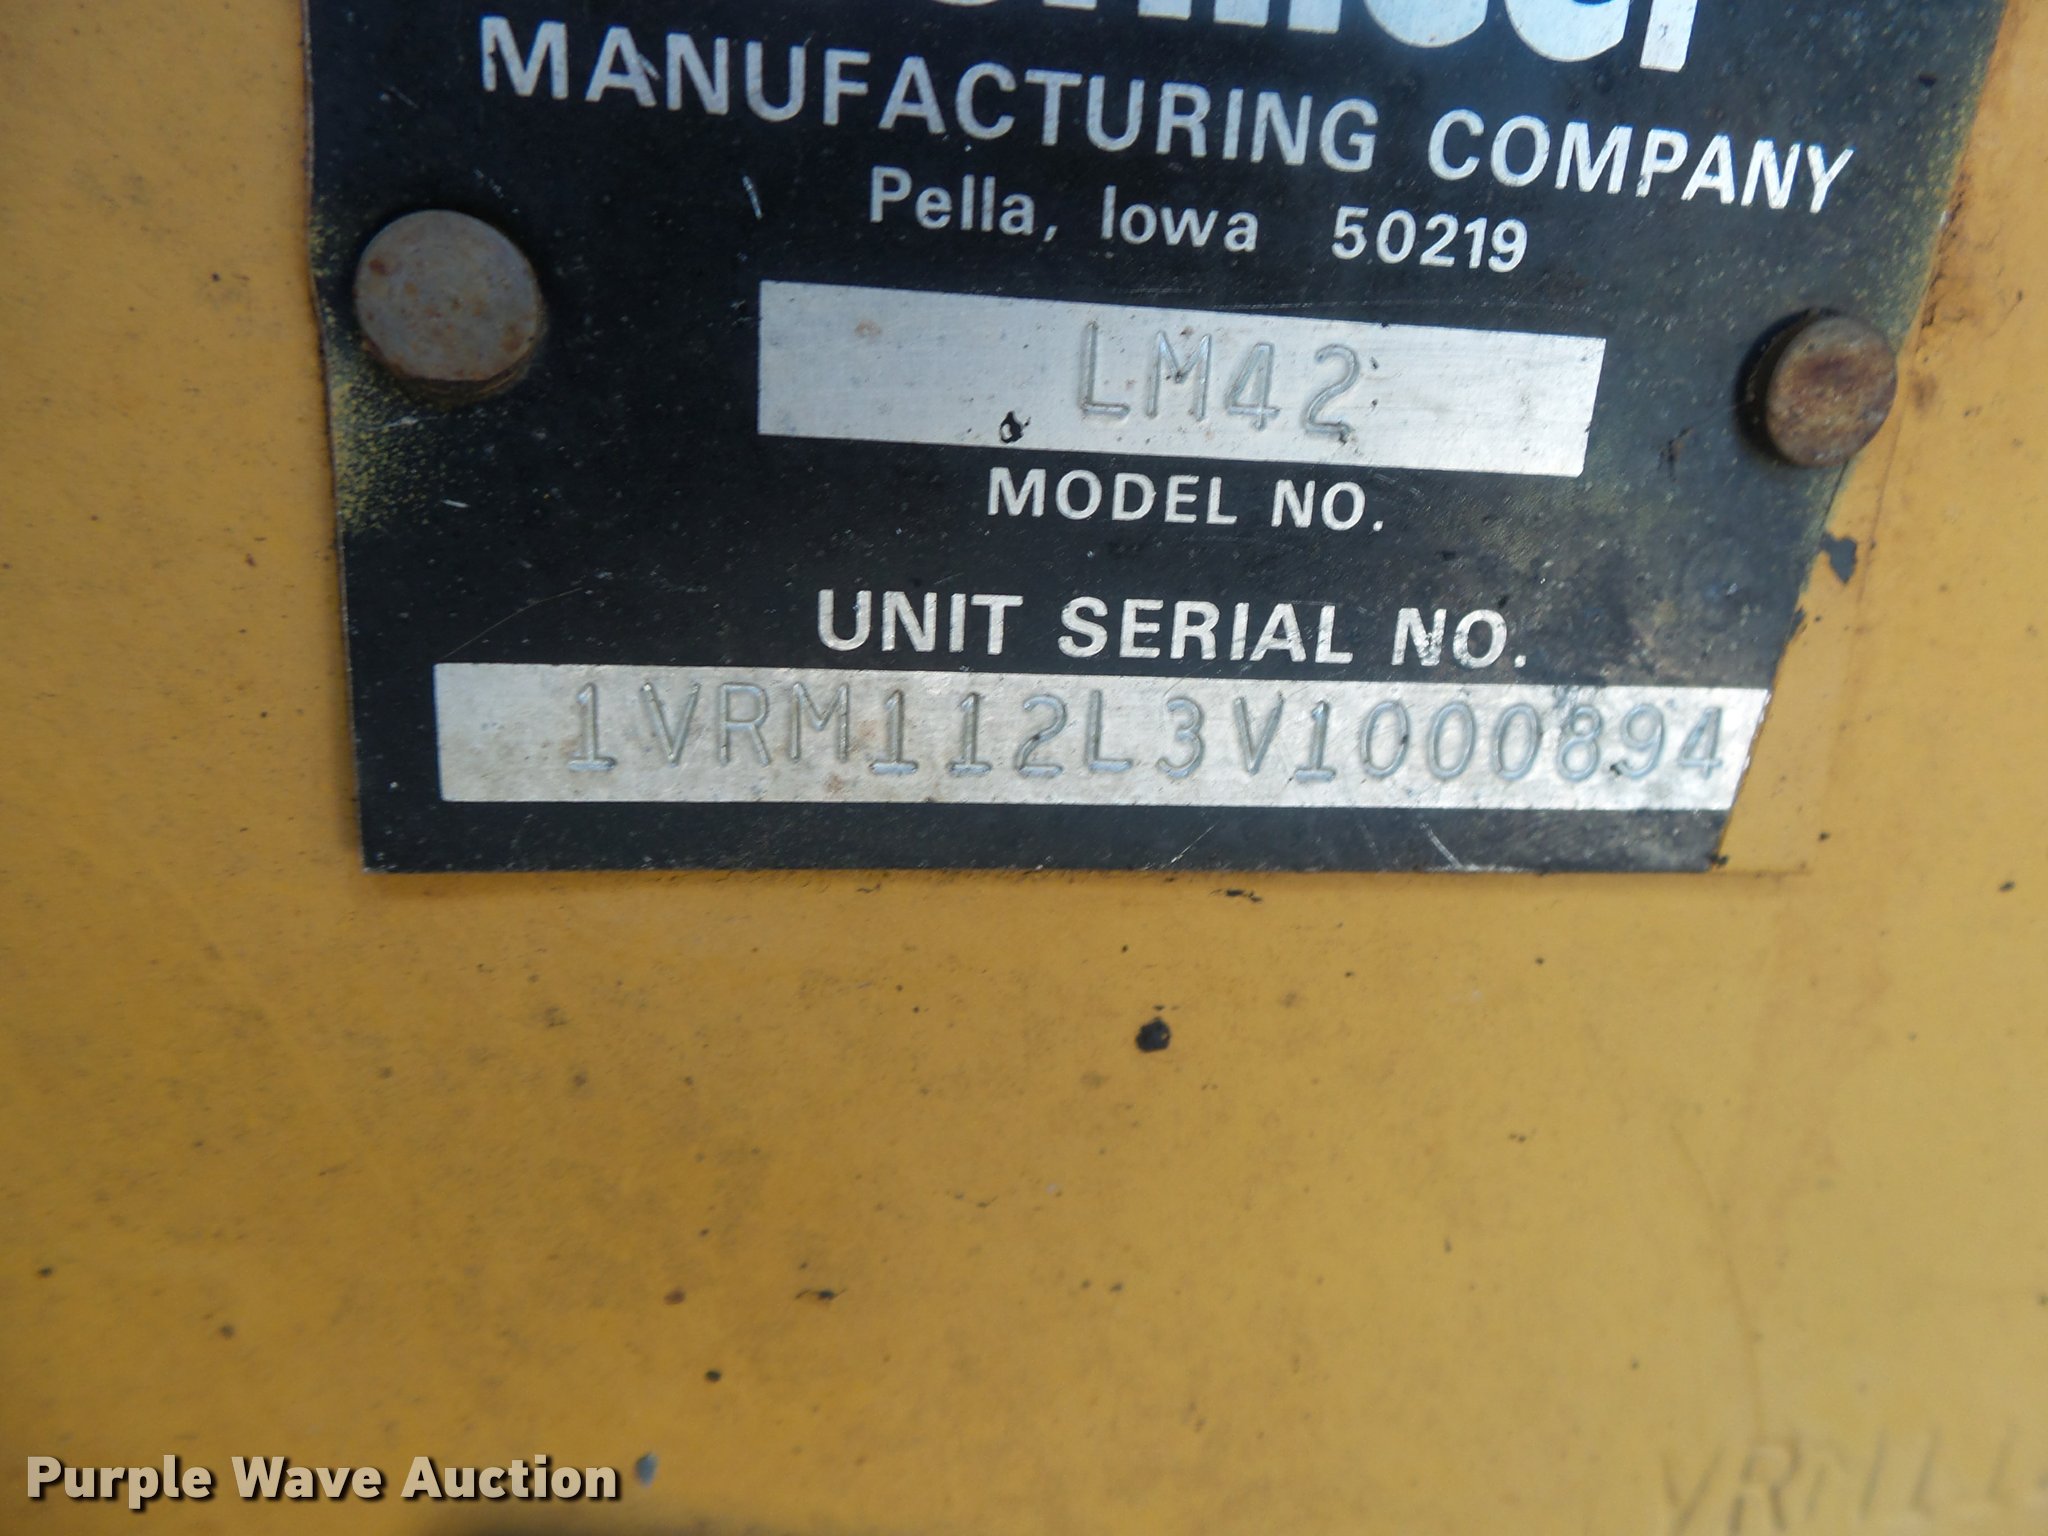 MANUFACTURING COMPANY
Pella, Iowa 50219
LM42
MODEL NO.
UNIT SERIAL NO.
1VRM112L3V1000894
Purple Wave Auction